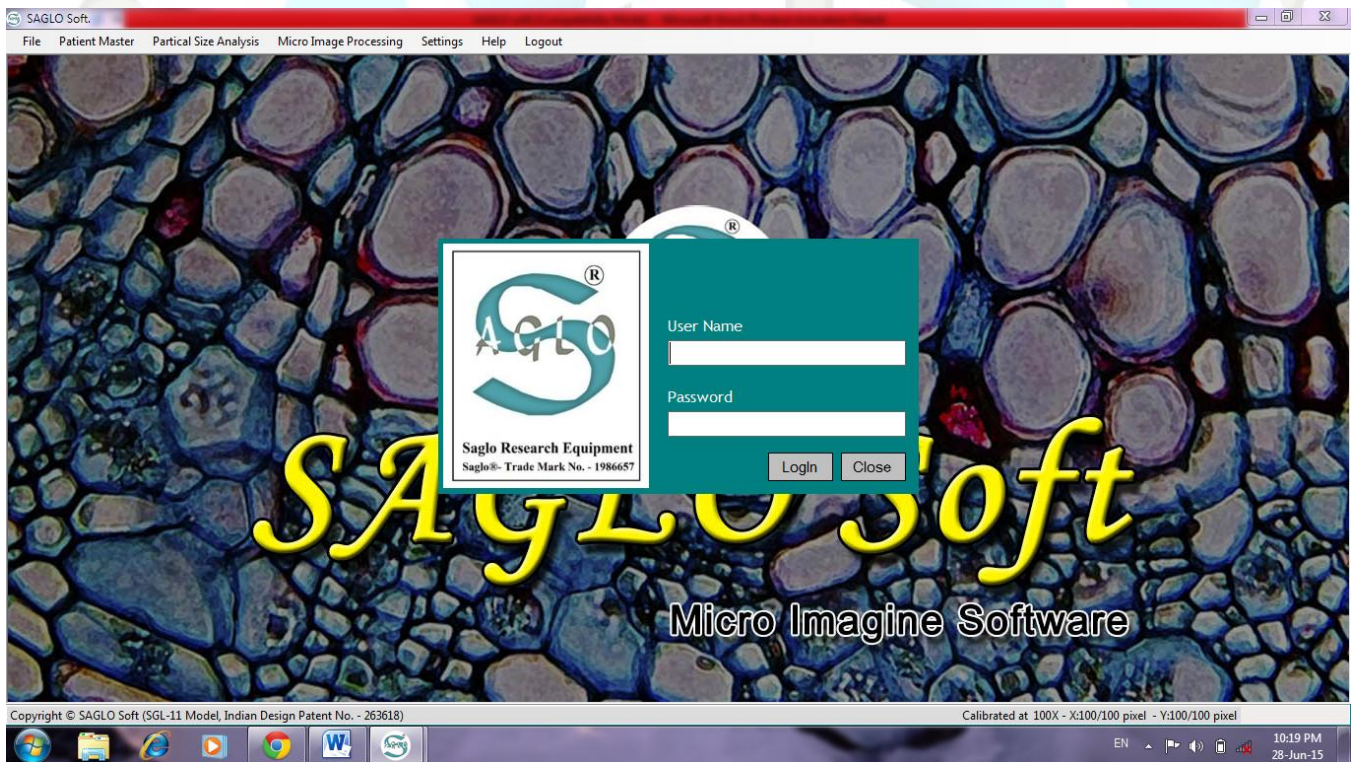 SAGLO Soft.
File Patient Master Partical Size Analysis Micro Image Processing Settings Help Logout
®
®
AGLO
Saglo Research Equipment
Saglo®- Trade Mark No. - 1986657
User Name
Password
LogIn Close
SAGLO Soft
Micro Imagine Software
Copyright © SAGLO Soft (SGL-11 Model, Indian Design Patent No. - 263618) Calibrated at 100X - X:100/100 pixel - Y:100/100 pixel
EN 10:19 PM
28-Jun-15